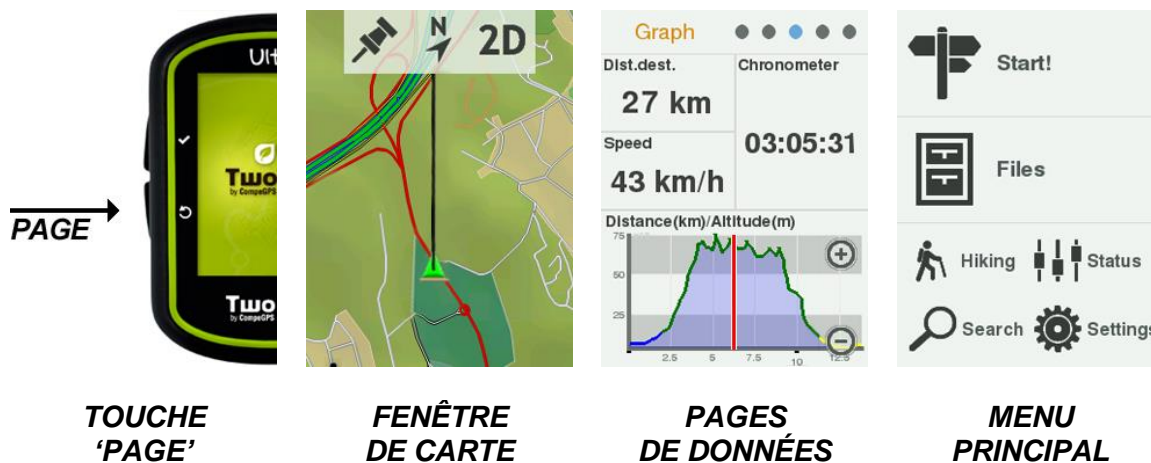 PAGE
Ult
Two
by CompeGPS
Two
by CompeGPS
N
2D
Graph
Dist.dest.
27 km
Chronometer
03:05:31
Speed
43 km/h
Distance(km)/Altitude(m)
75
50
25
2.5 5 7.5 10 12.5
Start!
Files
Hiking
Status
Search
Settings
TOUCHE
‘PAGE’
FENÊTRE
DE CARTE
PAGES
DE DONNÉES
MENU
PRINCIPAL